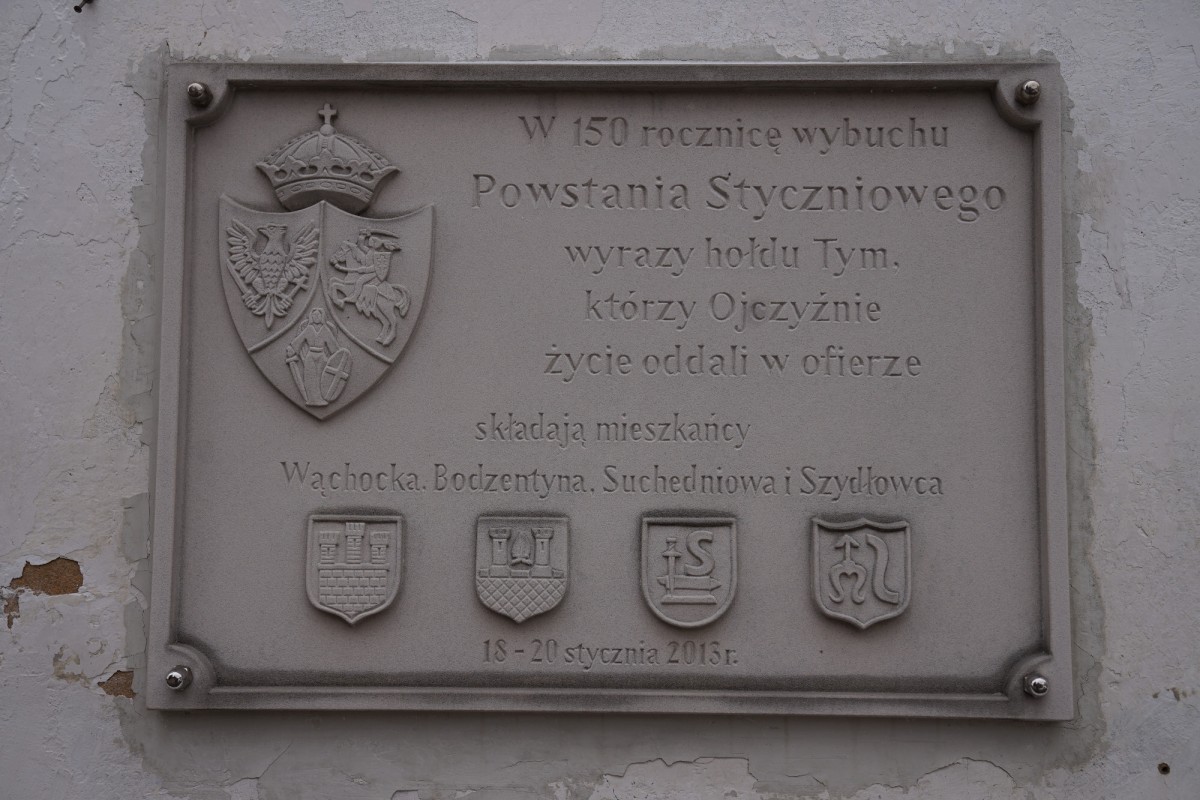 W 150 rocznicę wybuchu
Powstania Styczniowego
wyrazy hołdu Tym,
którzy Ojczyźnie
życie oddali w ofierze
składają mieszkańcy
Wąchocka, Bodzentyna, Suchedniowa i Szydłowca
S
18-20 stycznia 2013r.